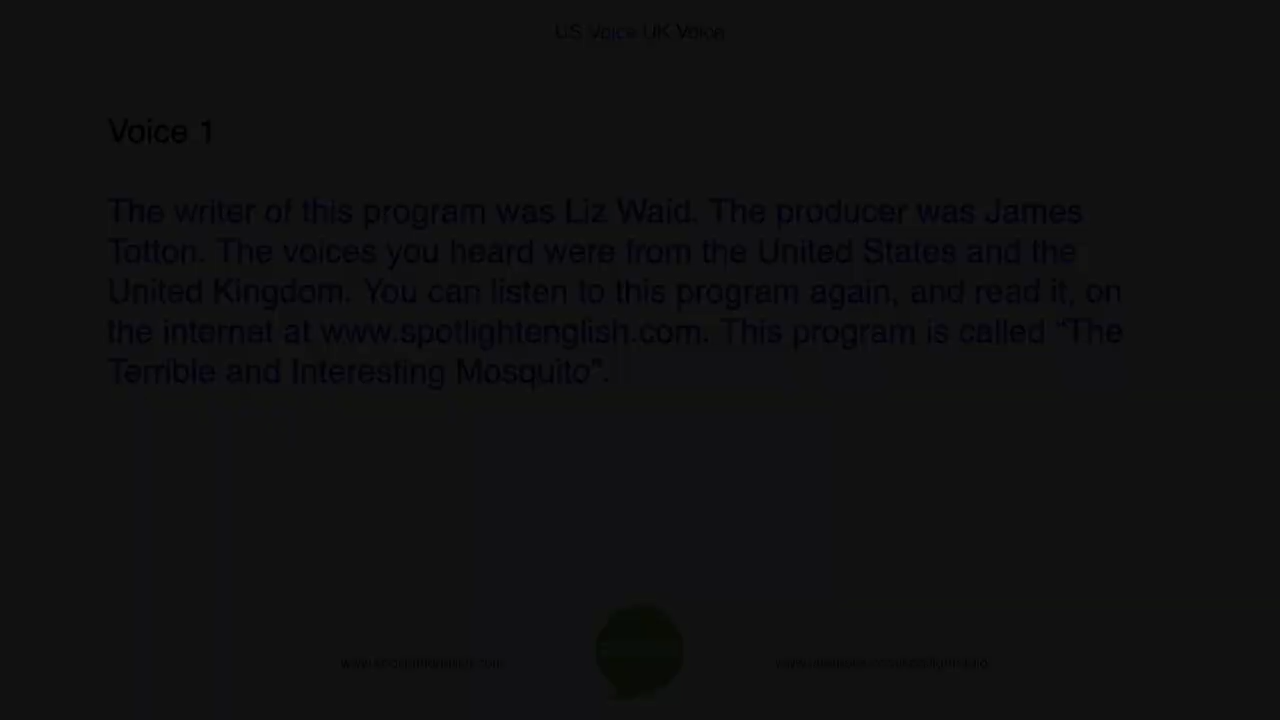 US Voice UK Voice
Voice 1
The writer of this program was Liz Waid. The producer was James
Totton. The voices you heard were from the United States and the
United Kingdom. You can listen to this program again, and read it, on
the internet at www.spotlightenglish.com. This program is called “The
Terrible and Interesting Mosquito”.